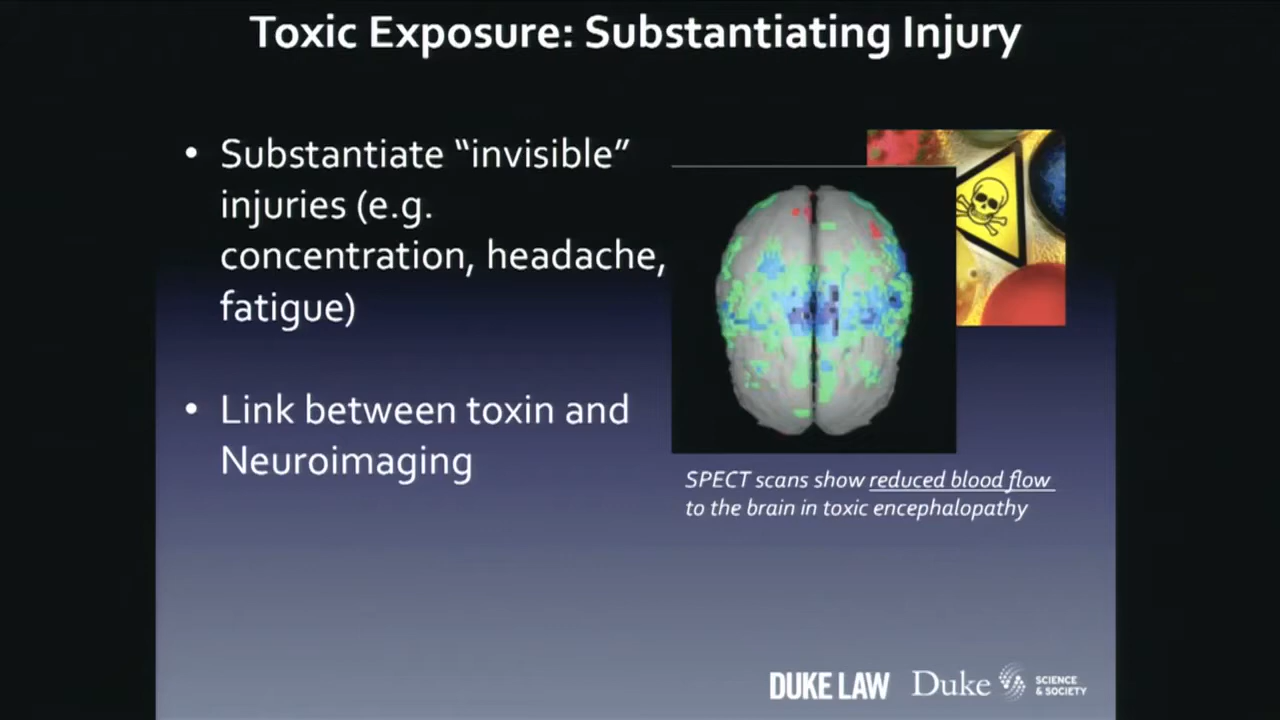 Toxic Exposure: Substantiating Injury
• Substantiate “invisible”
injuries (e.g.
concentration, headache,
fatigue)
• Link between toxin and
Neuroimaging
SPECT scans show reduced blood flow
to the brain in toxic encephalopathy
DUKE LAW
Duke
SCIENCE
& SOCIETY